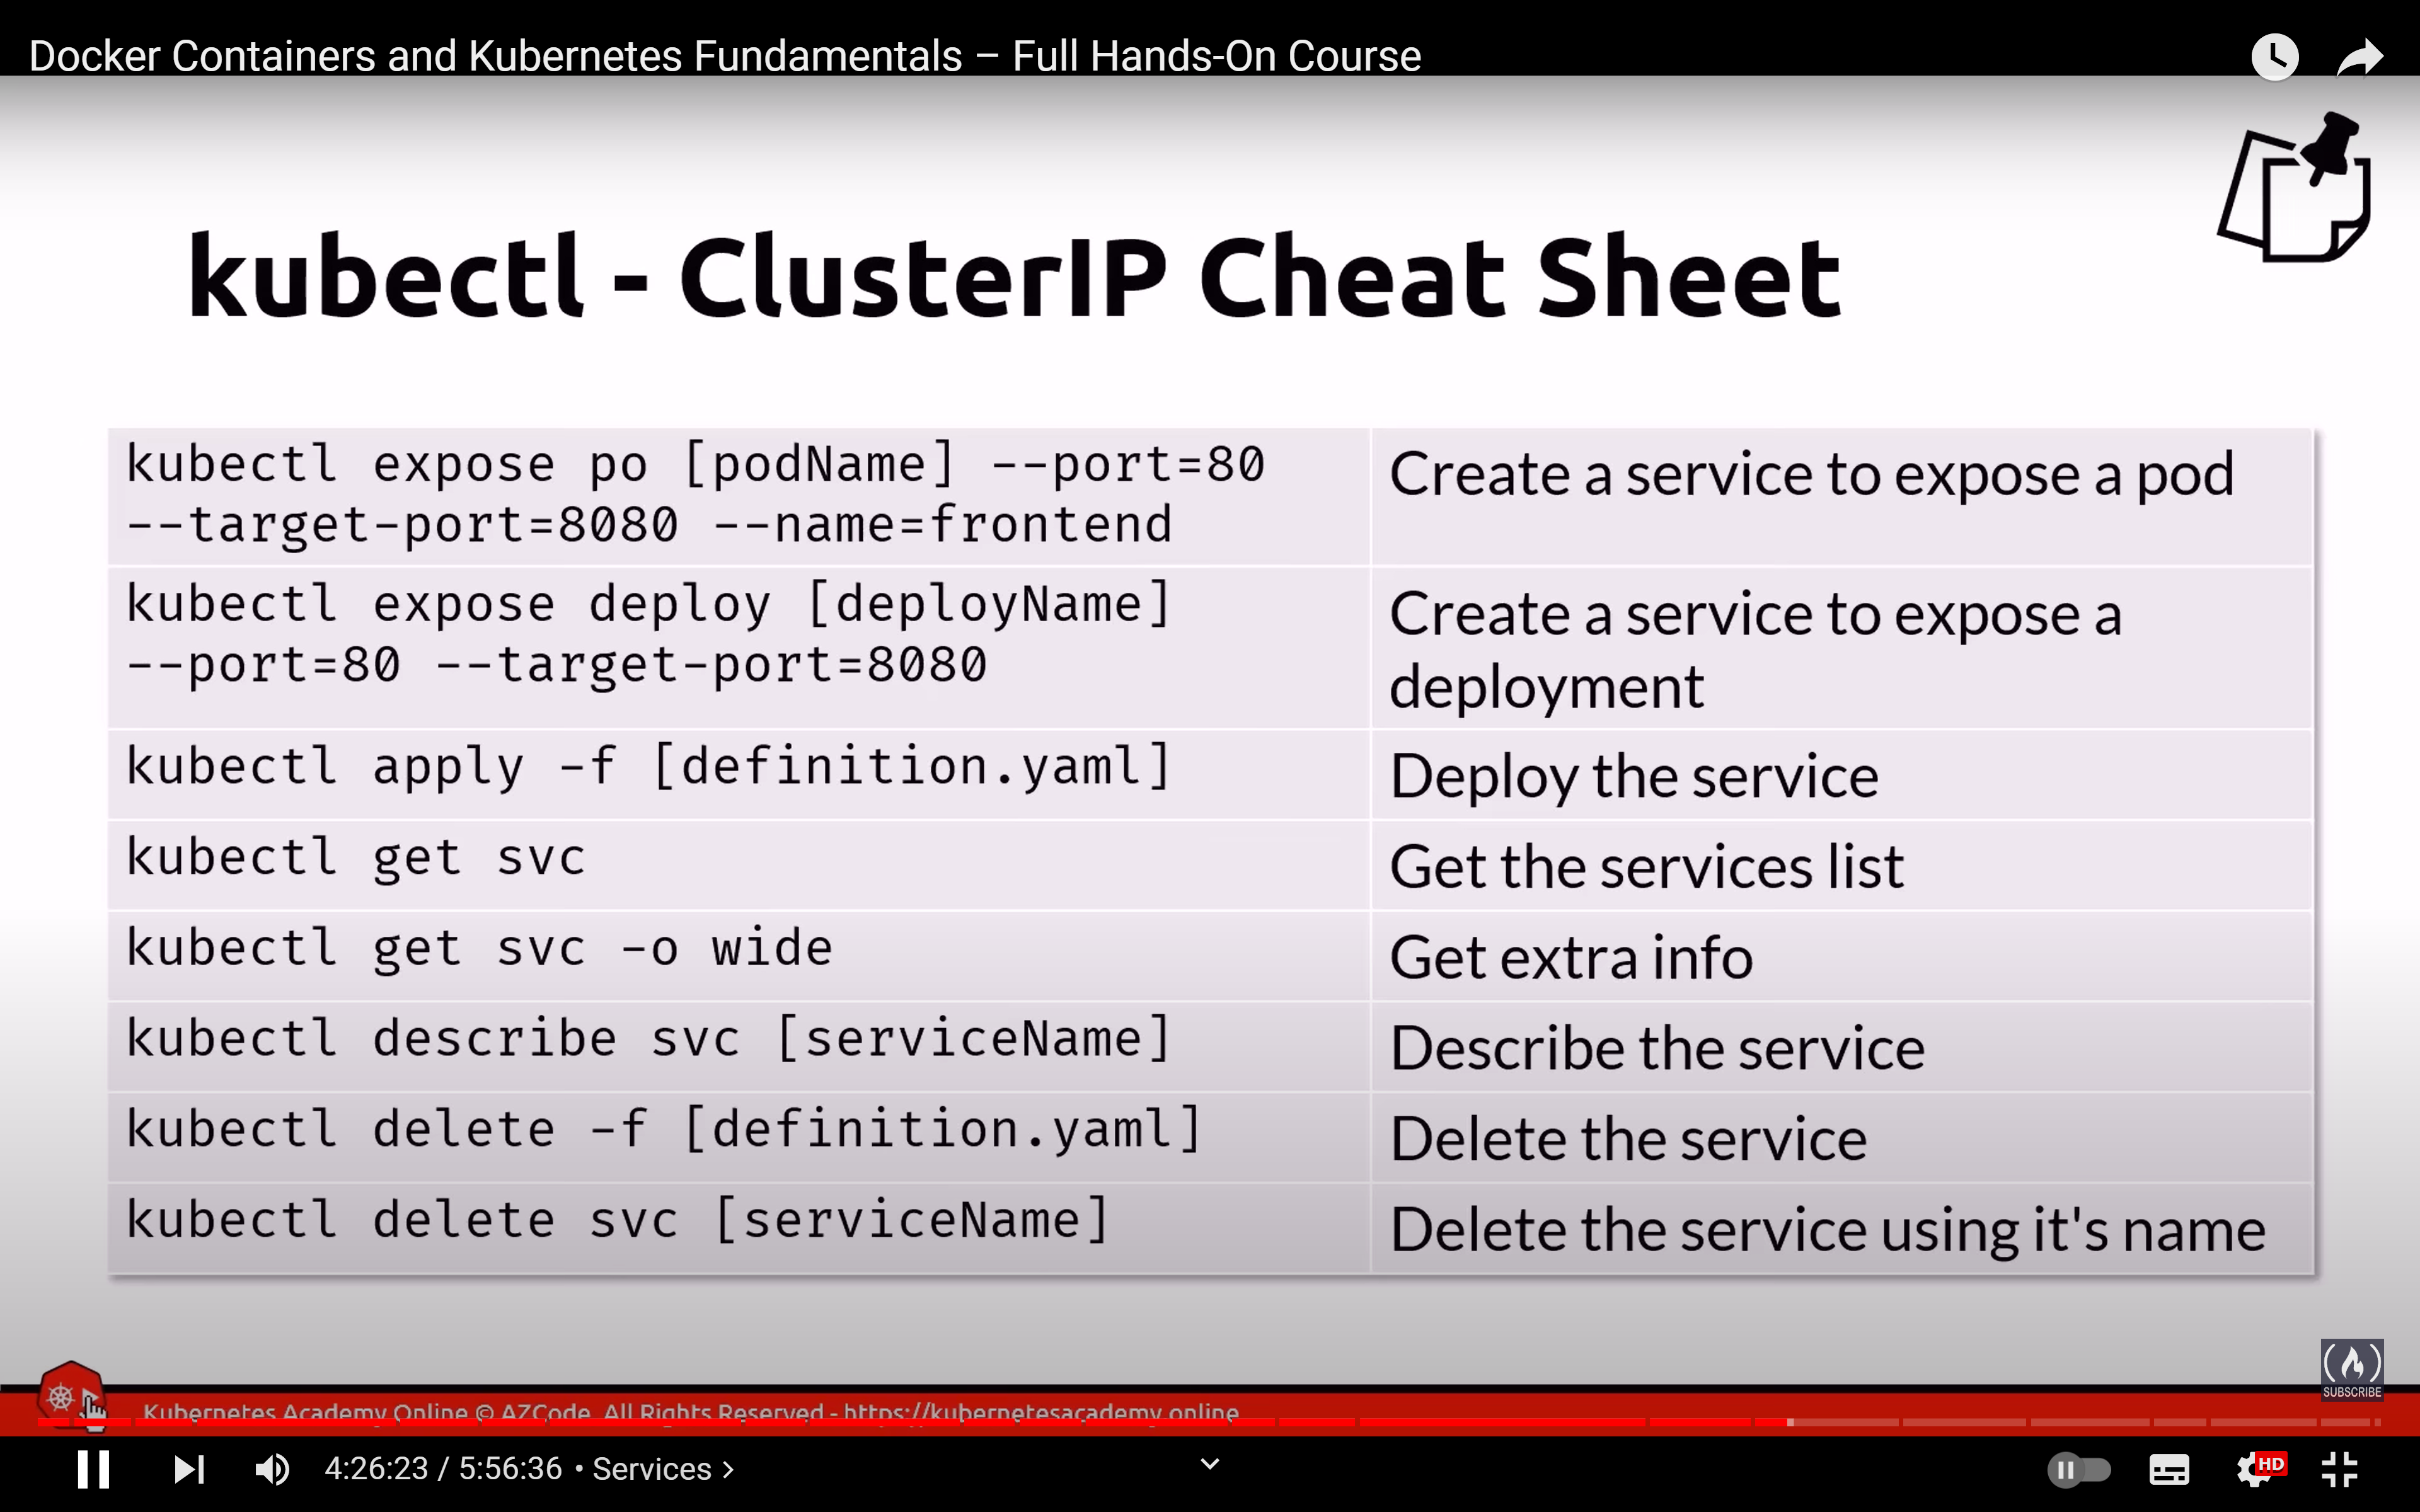 Docker Containers and Kubernetes Fundamentals – Full Hands-On Course
kubectl - ClusterIP Cheat Sheet
kubectl expose po [podName] --port=80
--target-port=8080 --name=frontend
Create a service to expose a pod
kubectl expose deploy [deployName]
--port=80 --target-port=8080
Create a service to expose a
deployment
kubectl apply -f [definition.yaml]
Deploy the service
kubectl get svc
Get the services list
kubectl get svc -o wide
Get extra info
kubectl describe svc [serviceName]
Describe the service
kubectl delete -f [definition.yaml]
Delete the service
kubectl delete svc [serviceName]
Delete the service using it's name
SUBSCRIBE
Kubernetes Academy Online © AZCode. All Rights Reserved - https://kubernetesacademy.online
4:26:23 / 5:56:36 • Services >
HD